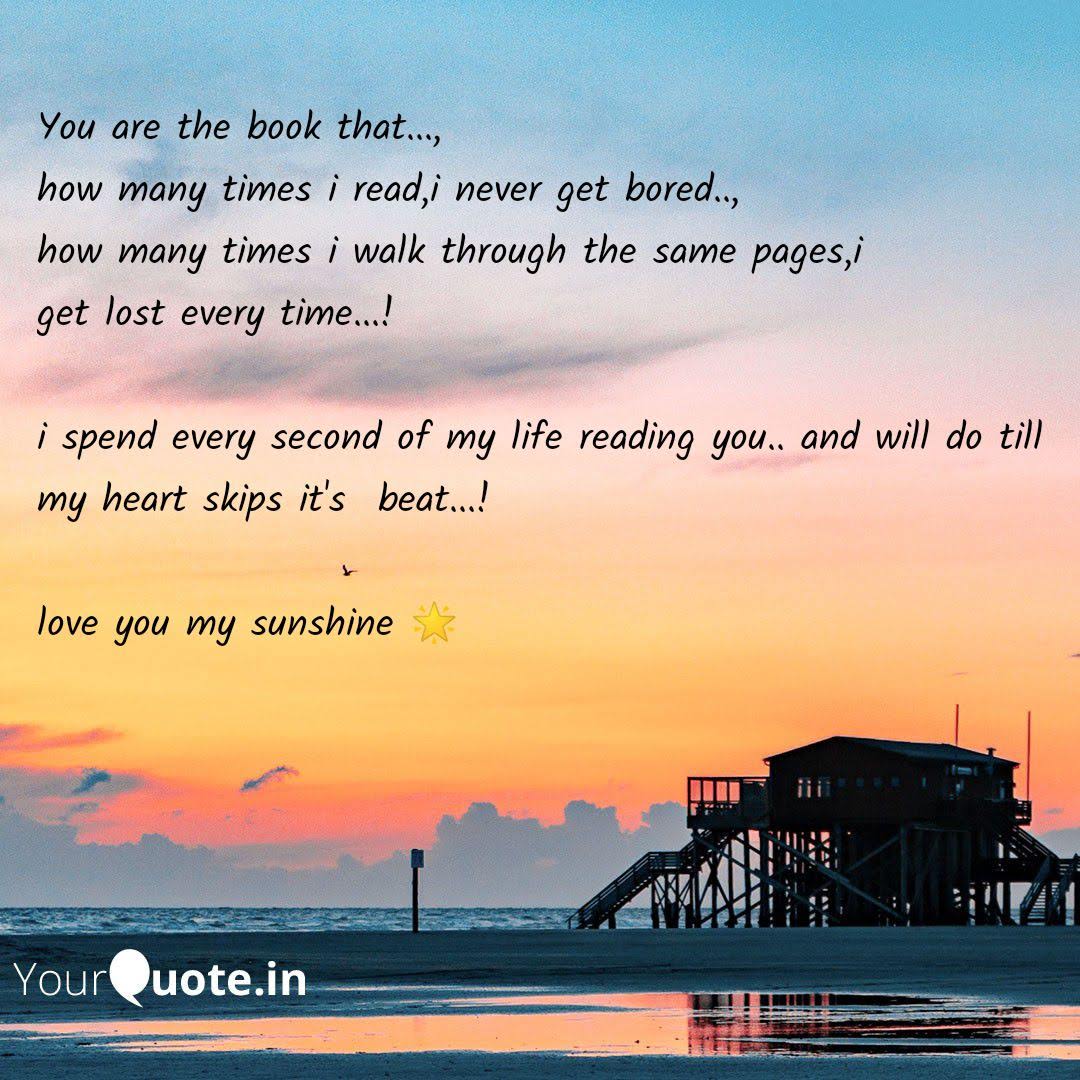 You are the book that...,
how many times i read,i never get bored..,
how many times i walk through the same pages,i
get lost every time...!
i spend every second of my life reading you.. and will do till
my heart skips it's  beat...!
love you my sunshine 🌟
YourQuote.in